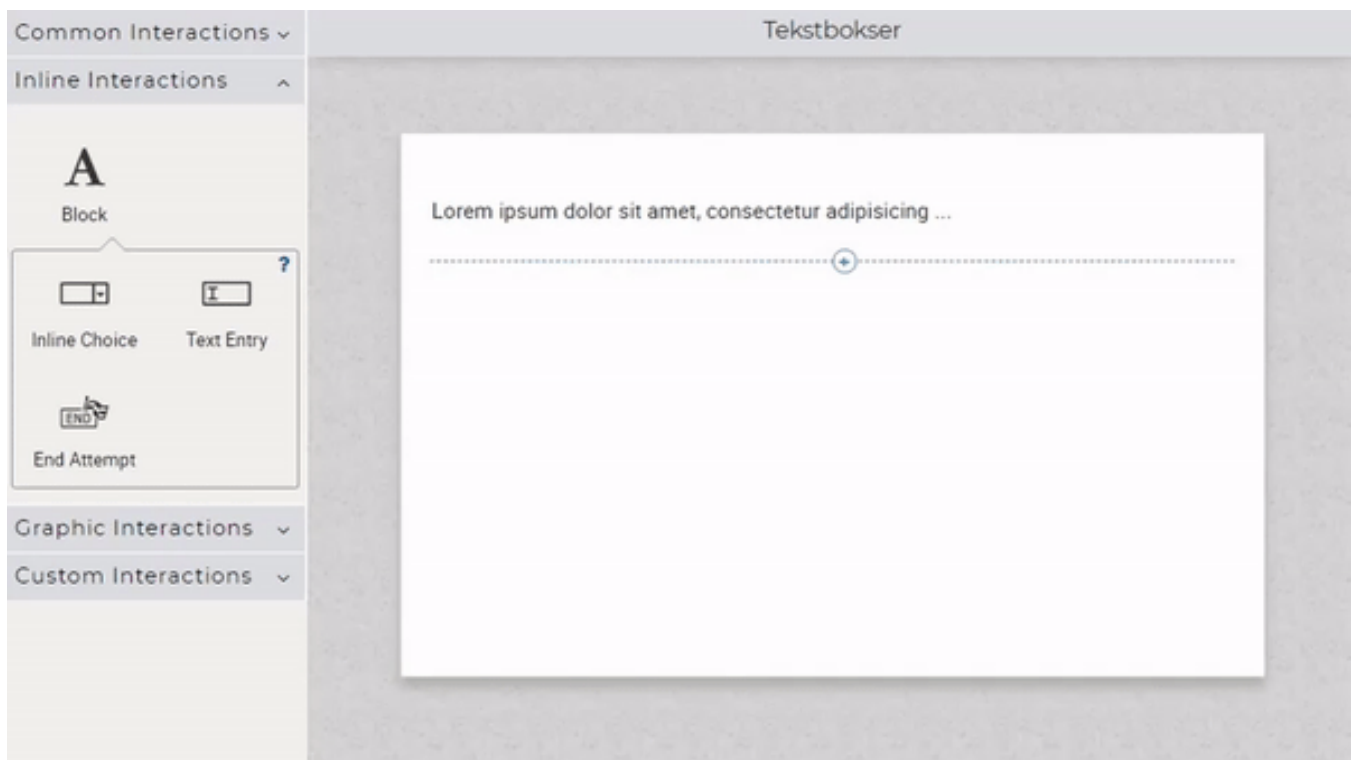 Common Interactions
Tekstbokser
Inline Interactions
A
Block
?
Inline Choice
Text Entry
END
End Attempt
Graphic Interactions
Custom Interactions
Lorem ipsum dolor sit amet, consectetur adipisicing ...